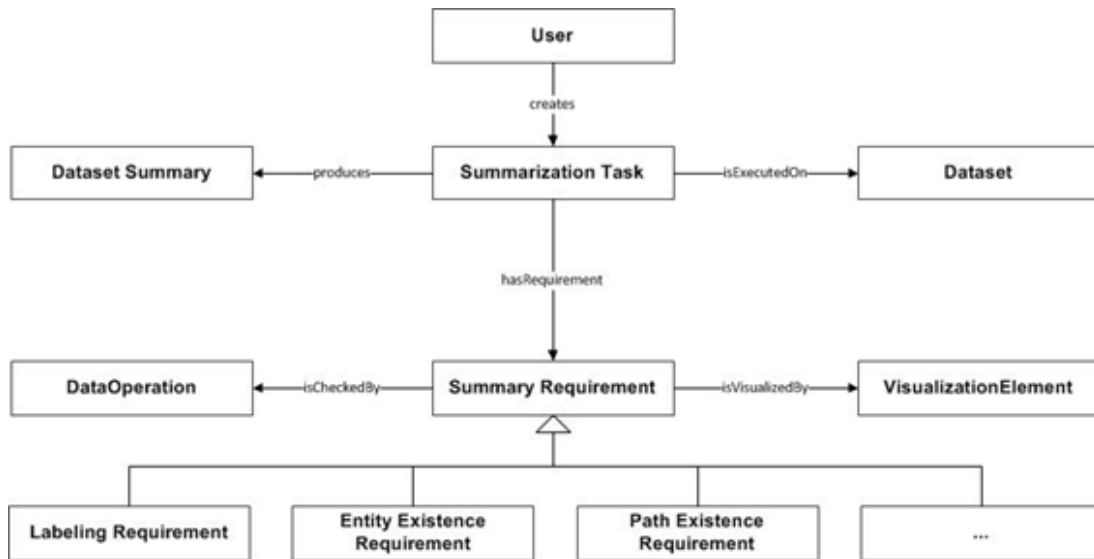 User
creates
Dataset Summary
produces
Summarization Task
isExecutedOn
Dataset
hasRequirement
DataOperation
isCheckedBy
Summary Requirement
isVisualizedBy
VisualizationElement
Labeling Requirement
Entity Existence
Requirement
Path Existence
Requirement
...